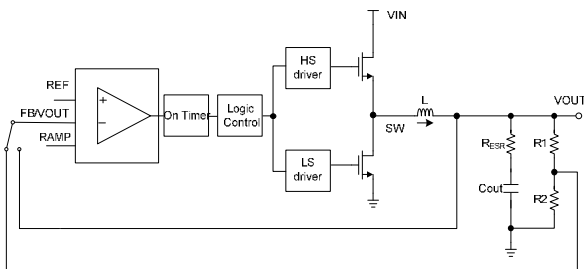 VIN
HS
driver
REF
+
FB/VOUT
−
RAMP
On Timer
Logic
Control
L
VOUT
SW
LS
driver
RESR
R1
Cout
R2